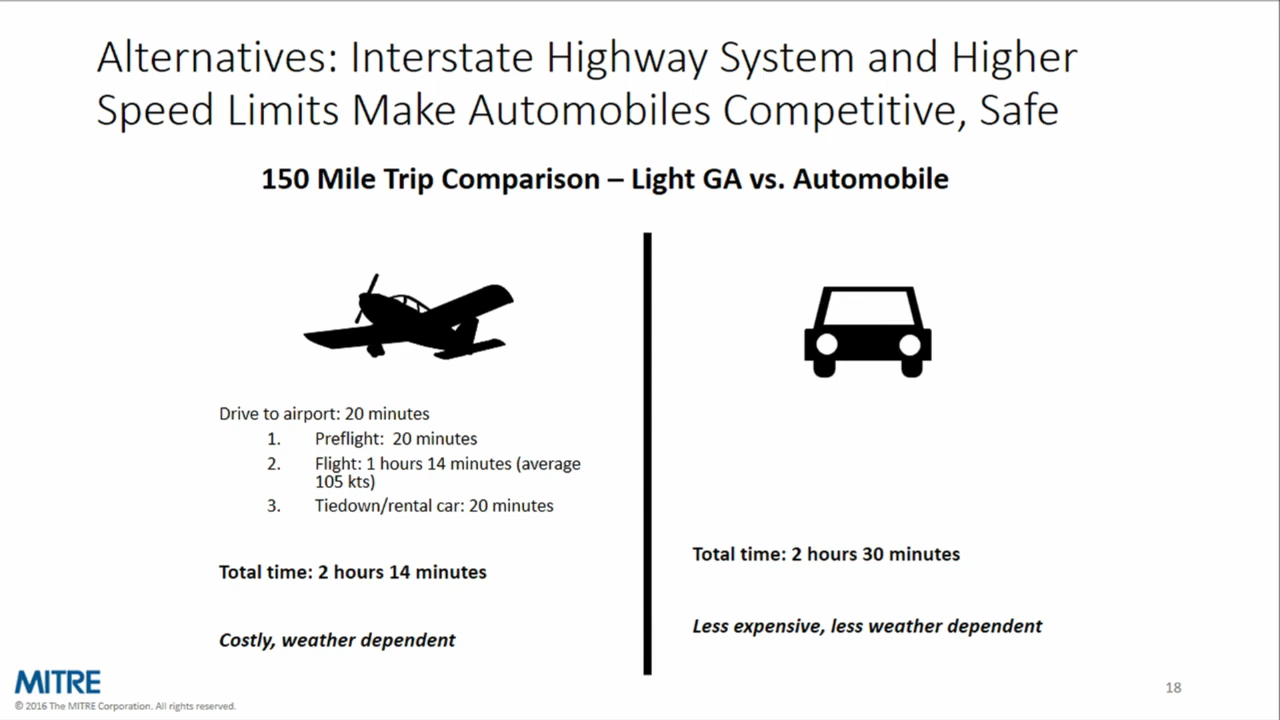 Alternatives: Interstate Highway System and Higher
Speed Limits Make Automobiles Competitive, Safe
150 Mile Trip Comparison – Light GA vs. Automobile
Drive to airport: 20 minutes
1. Preflight:  20 minutes
2. Flight: 1 hours 14 minutes (average
105 kts)
3. Tiedown/rental car: 20 minutes
Total time: 2 hours 14 minutes
Costly, weather dependent
Total time: 2 hours 30 minutes
Less expensive, less weather dependent
MITRE
© 2016 The MITRE Corporation. All rights reserved.
18